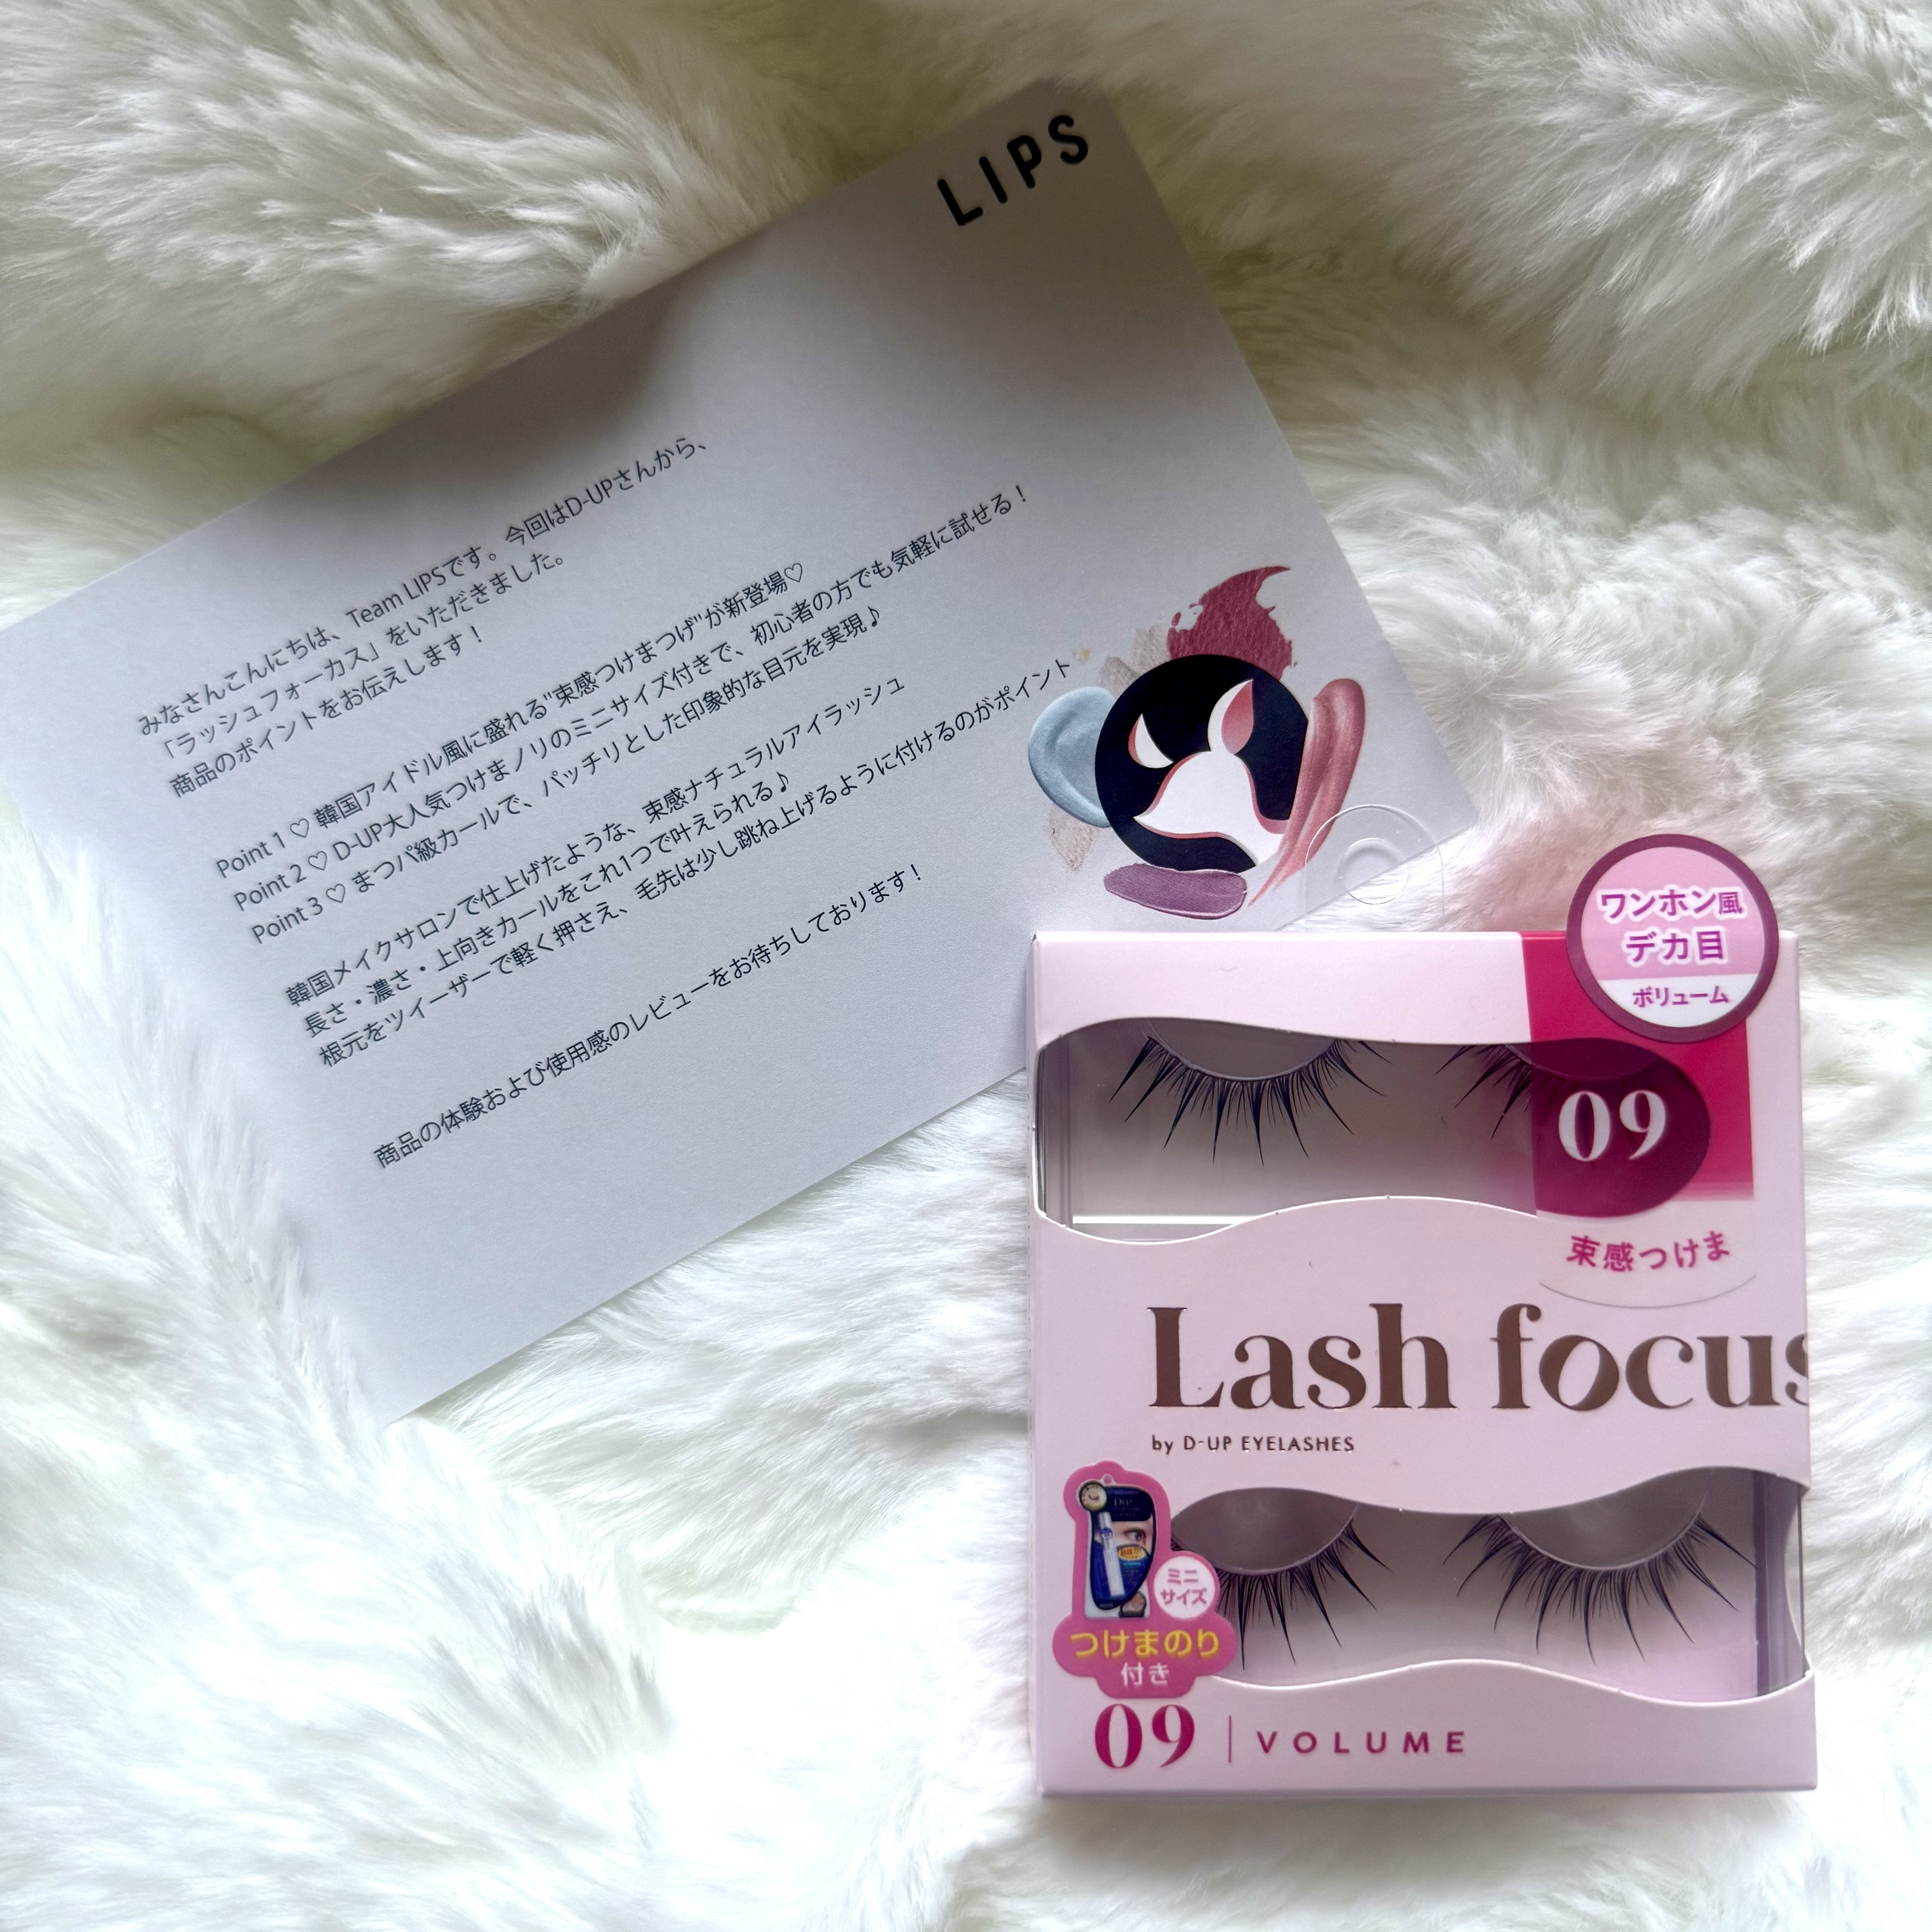 LIPS
みなさんこんにちは、Team LIPSです。今回はD-UPさんから、
「ラッシュフォーカス」をいただきました。
商品のポイントをお伝えします！
Point 1 ♡ 韓国アイドル風に盛れる"束感つけまつげ"が新登場♡
Point 2 ♡ D-UP大人気つけまノリのミニサイズ付きで、初心者の方でも気軽に試せる！
Point 3 ♡ まつパ級カールで、パッチリとした印象的な目元を実現♪
韓国メイクサロンで仕上げたような、束感ナチュラルアイラッシュ
長さ・濃さ・上向きカールをこれ1つで叶えられる♪
根元をツイーザーで軽く押さえ、毛先は少し跳ね上げるように付けるのがポイント
商品の体験および使用感のレビューをお待ちしております！
ワンホン風
デカ目
ボリューム
09
束感つけま
Lash focus
by D-UP EYELASHES
ミニ
サイズ
つけまのり
付き
09 | VOLUME